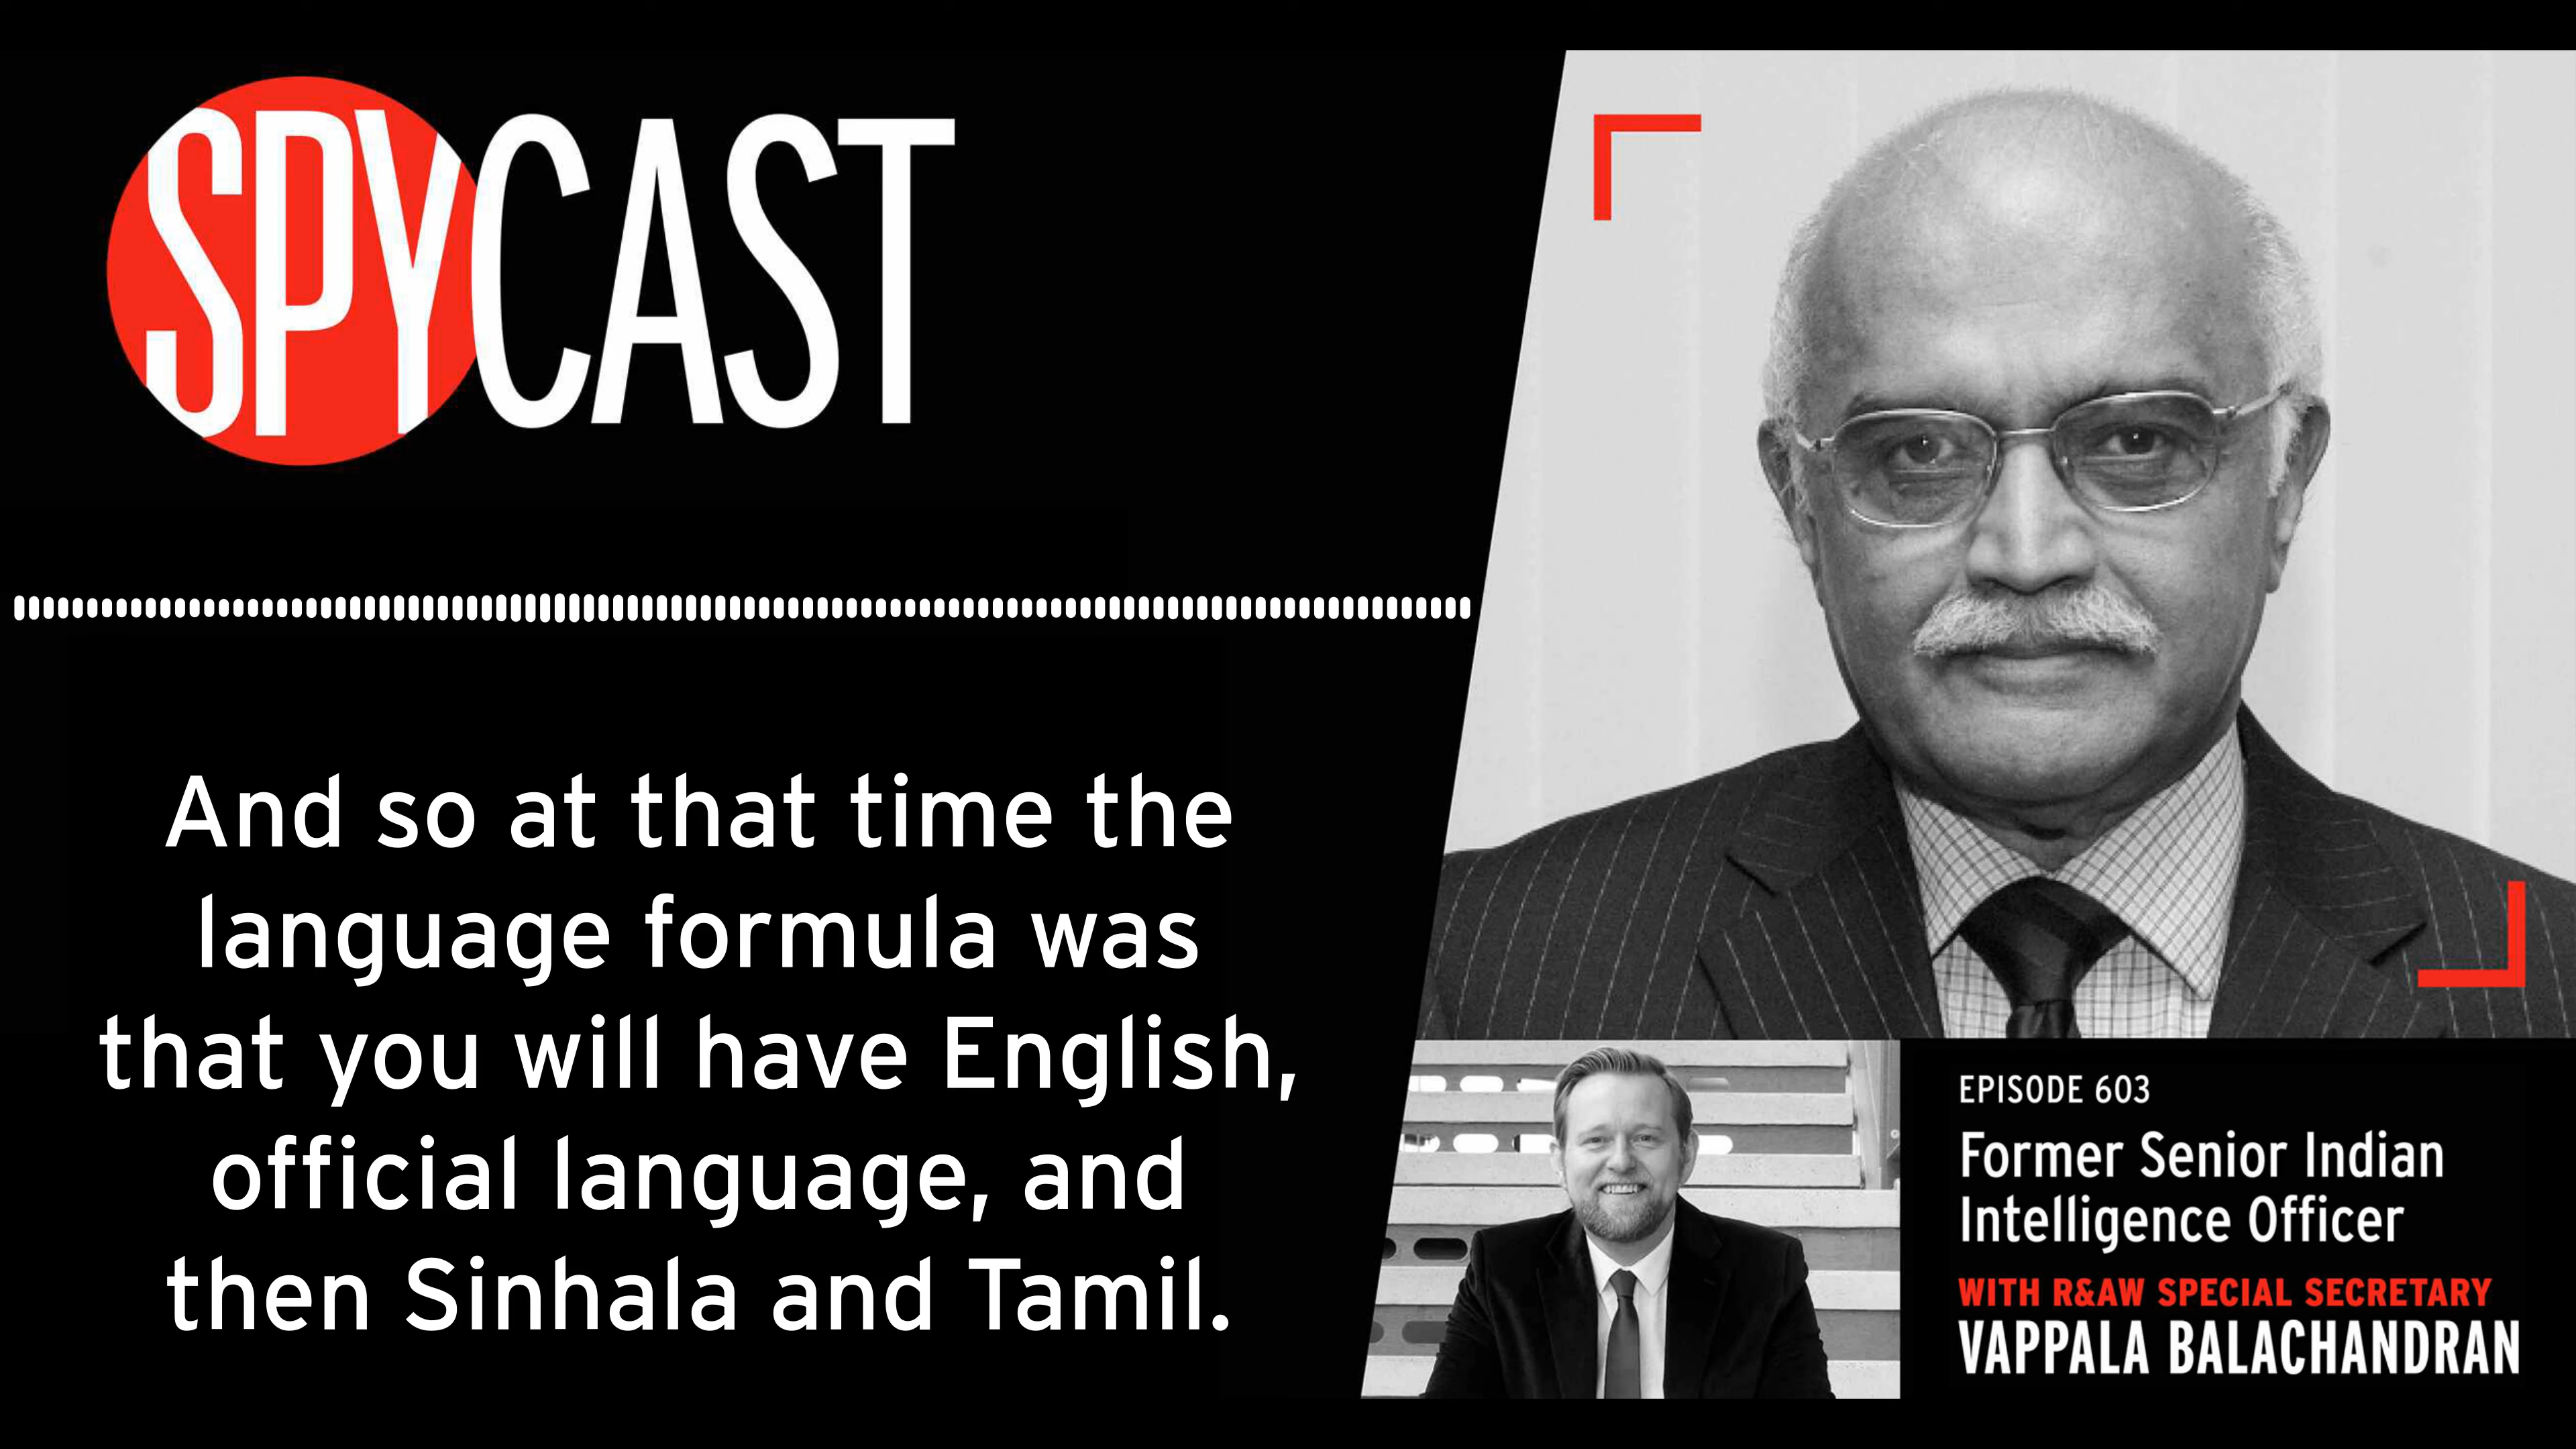 SPYCAST
And so at that time the
language formula was
that you will have English,
official language, and
then Sinhala and Tamil.
EPISODE 603
Former Senior Indian
Intelligence Officer
WITH R&AW SPECIAL SECRETARY
VAPPALA BALACHANDRAN